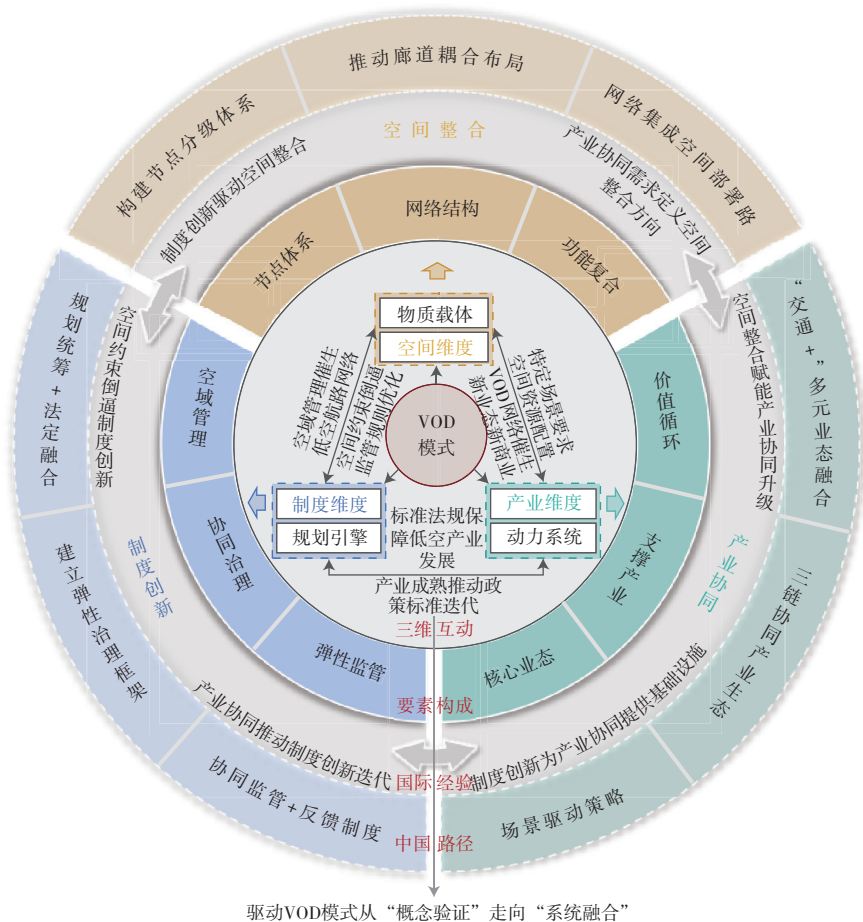 推动廊道耦合布局
构建节点分级体系
网络集成空间部署路
空间整合
制度创新驱动空间整合
产业协同需求定义空间
整合方向
网络结构
节点体系
功能复合
物质载体
空间维度
空域管理催生
低空航路网络
空间约束倒逼
监管规则优化
特定场景要求
空间资源配置
VOD网络催生
新业态新商业
VOD
模式
制度维度
规划引擎
产业维度
动力系统
标准法规保
障低空产业
发展
产业成熟推动政
策标准迭代
三维互动
空域管理
协同治理
弹性监管
价值循环
支撑产业
核心业态
要素构成
空间约束倒逼制度创新
制度创新
产业协同推动制度创新迭代
空间整合赋能产业协同升级
产业协同
制度创新为产业协同提供基础设施
国际经验
规划统筹+法定融合
建立弹性治理框架
协同监管+反馈制度
“交通+”多元业态融合
三链协同产业生态
场景驱动策略
中国路径
驱动VOD模式从“概念验证”走向“系统融合”